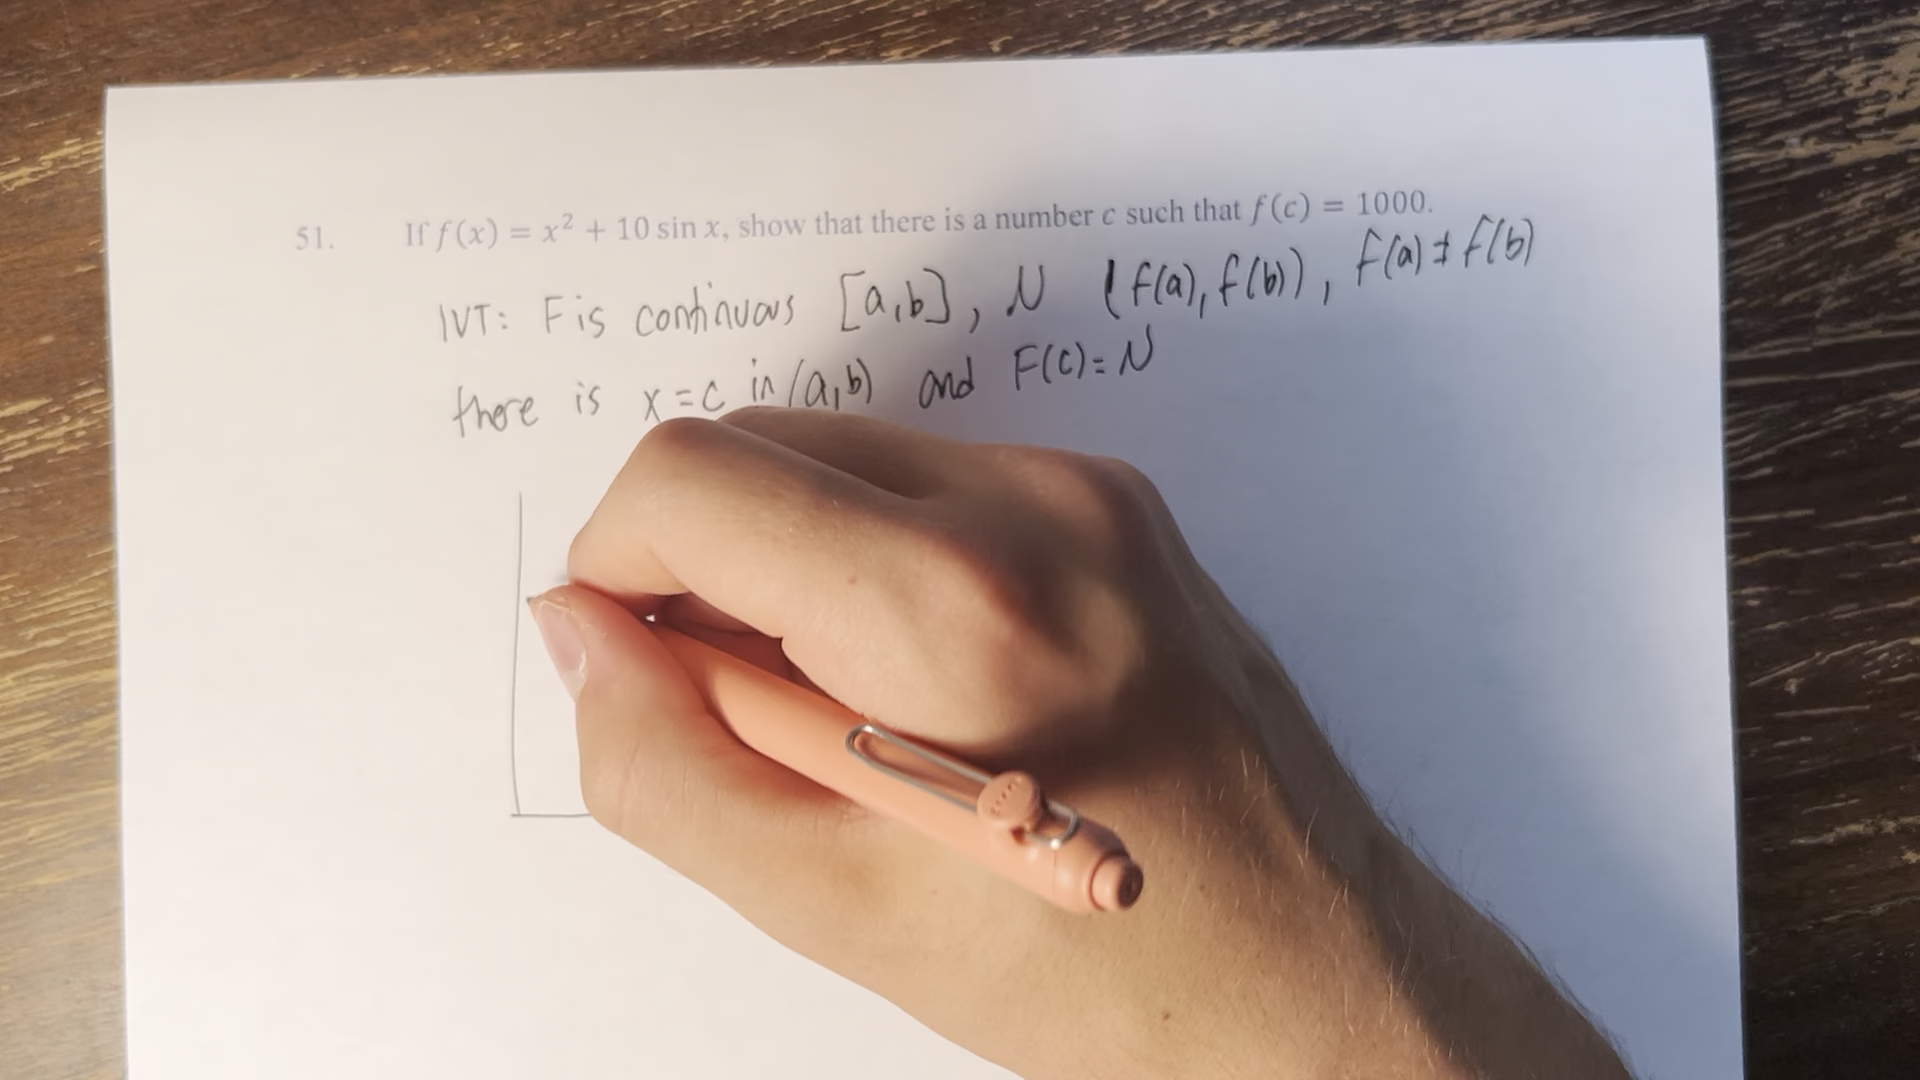 51. If f(x) = x² + 10 sin x, show that there is a number c such that f(c) = 1000.
IVT: F is continuous [a,b], N (f(a), f(b)), f(a) ≠ f(b)
there is x = c in (a,b) and F(c) = N